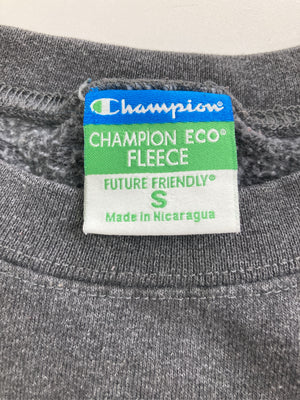 Champion®
CHAMPION ECO®
FLEECE
FUTURE FRIENDLY®
S
Made in Nicaragua